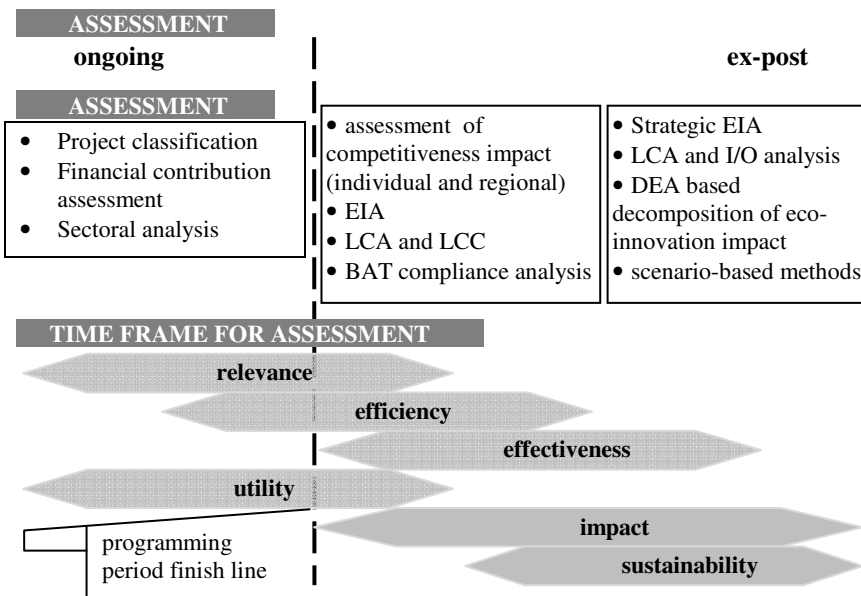 ASSESSMENT
ongoing
ex-post
ASSESSMENT
• Project classification
• Financial contribution
assessment
• Sectoral analysis
• assessment of
competitiveness impact
(individual and regional)
• EIA
• LCA and LCC
• BAT compliance analysis
• Strategic EIA
• LCA and I/O analysis
• DEA based
decomposition of eco-
innovation impact
• scenario-based methods
TIME FRAME FOR ASSESSMENT
relevance
efficiency
effectiveness
utility
impact
programming
period finish line
sustainability